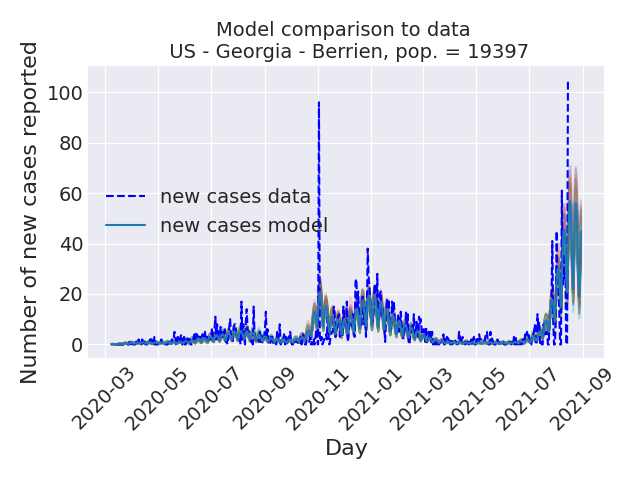 Model comparison to data
US - Georgia - Berrien, pop. = 19397
Number of new cases reported
100
80
60
40
20
0
new cases data
new cases model
2020-03
2020-05
2020-07
2020-09
2020-11
2021-01
2021-03
2021-05
2021-07
2021-09
Day